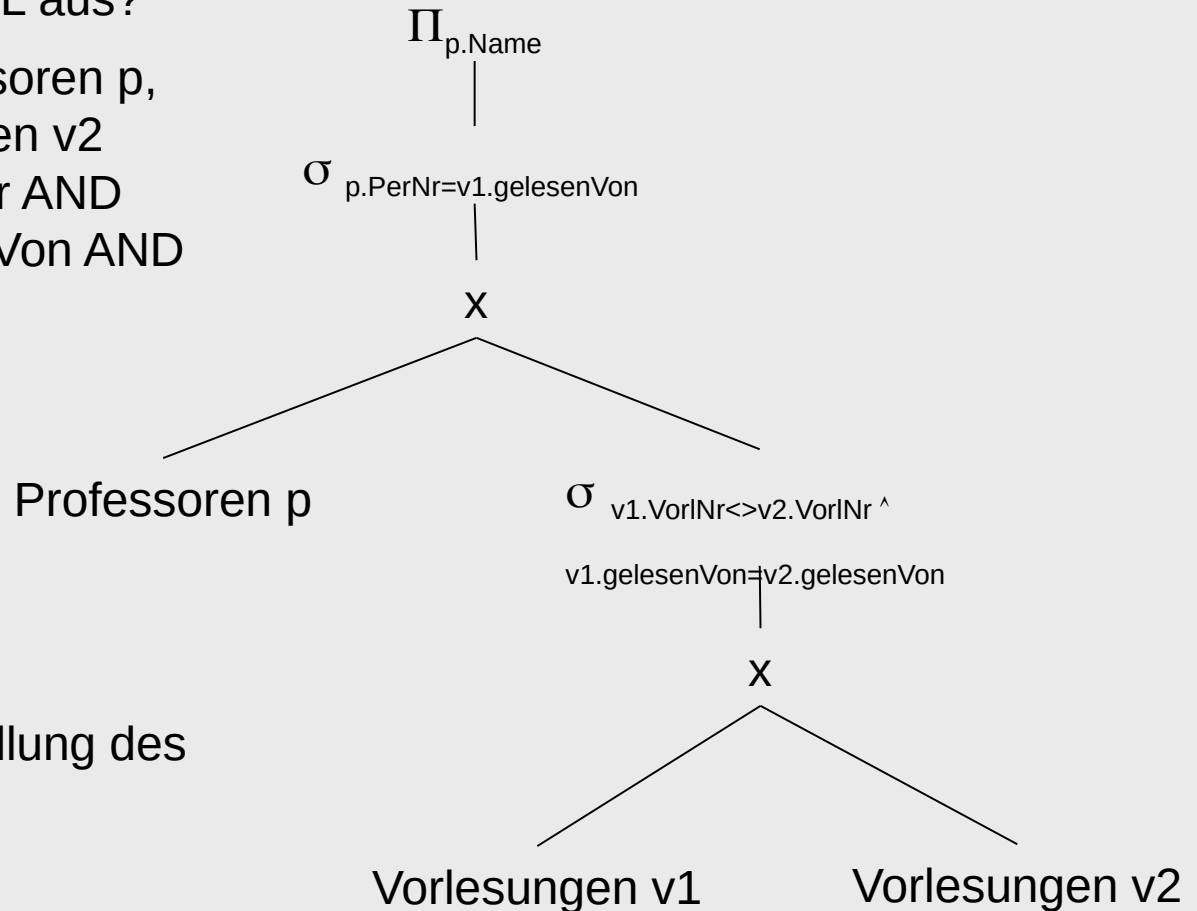 L aus?
soren p,
en v2
r AND
Von AND
llung des
Π p.Name
σ p.PerNr=v1.gelesenVon
x
Professoren p
σ v1.VorlNr<>v2.VorlNr ^
v1.gelesenVon=v2.gelesenVon
x
Vorlesungen v1
Vorlesungen v2